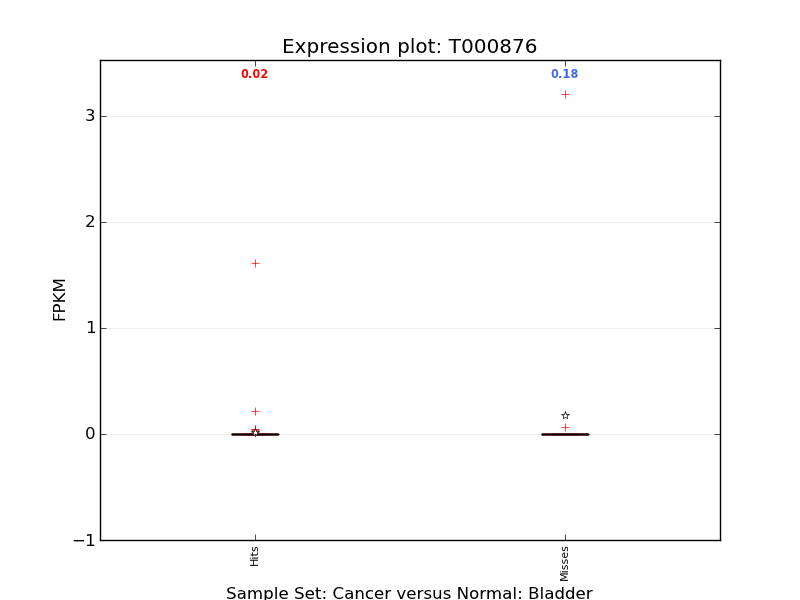 Expression plot: T000876
0.02
0.18
3
2
1
0
−1
FPKM
Hits
Misses
Sample Set: Cancer versus Normal: Bladder